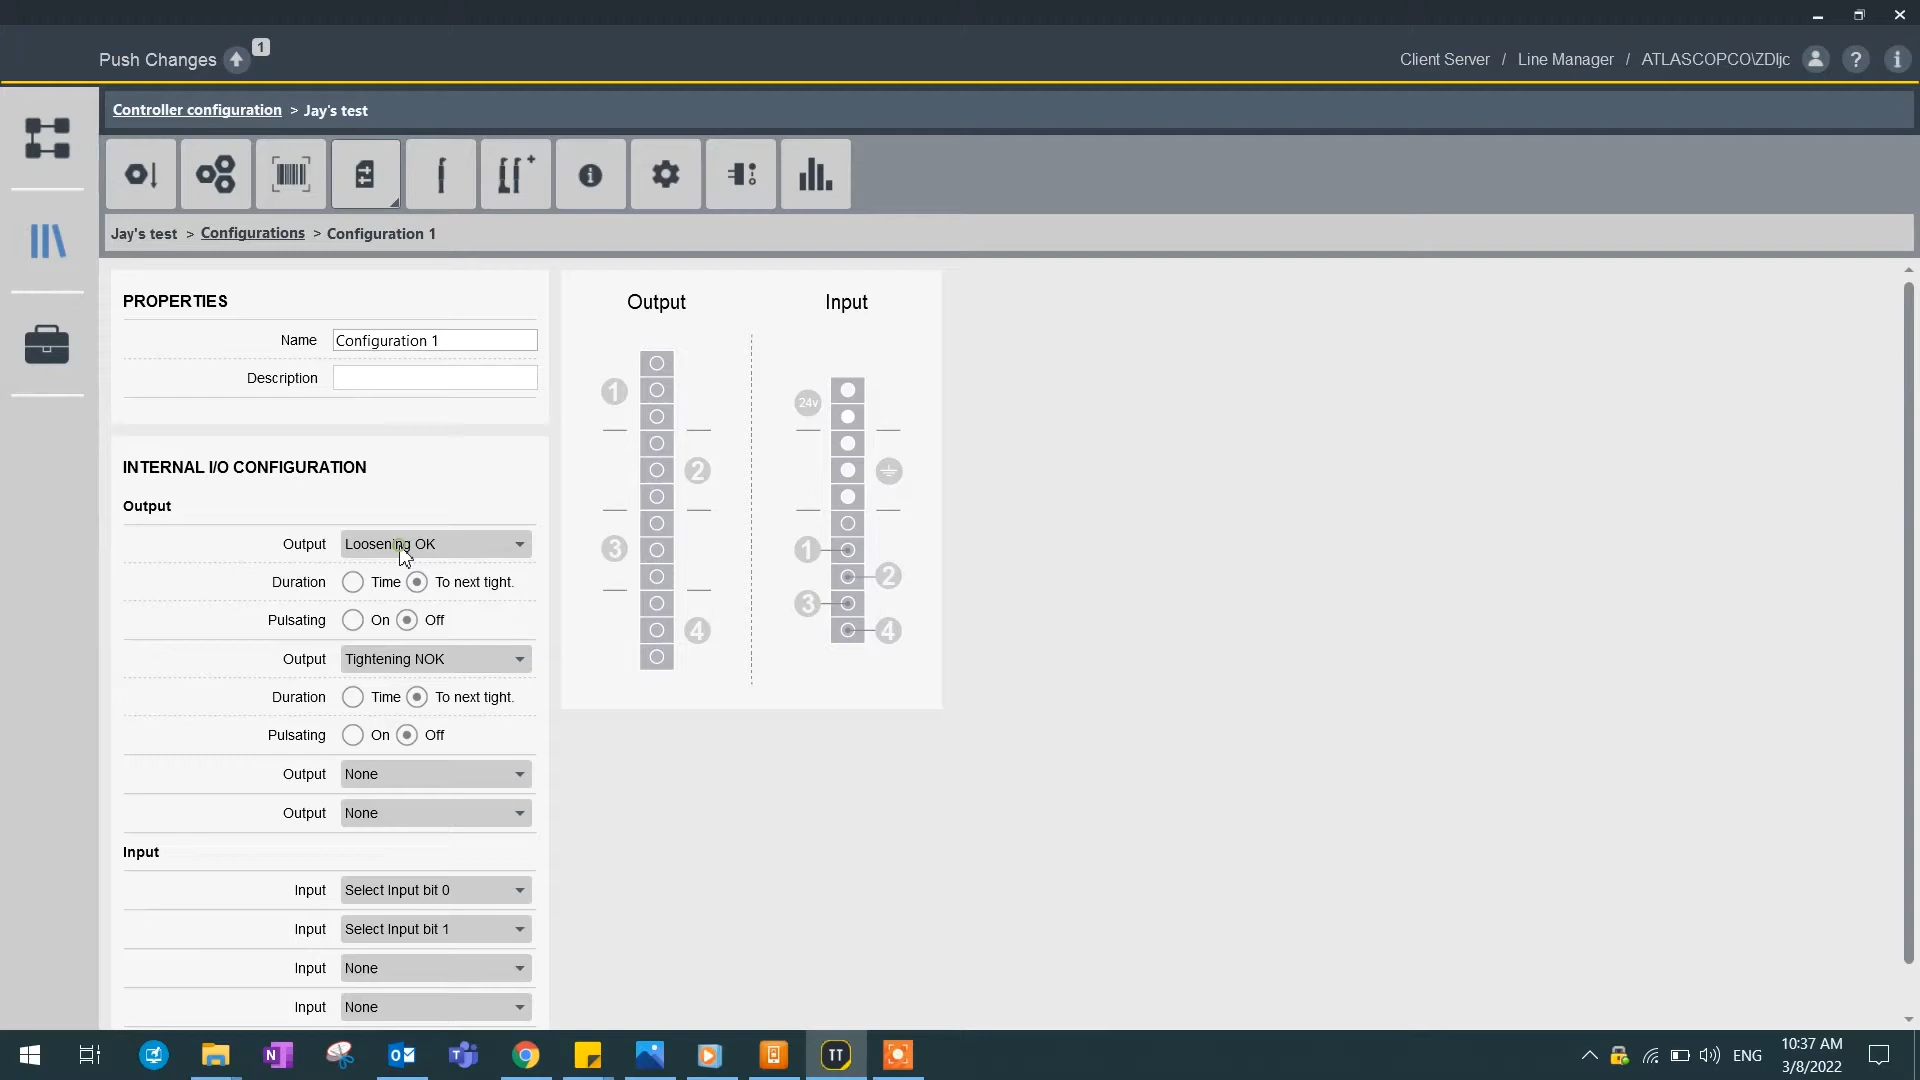 Push Changes 1
Client Server / Line Manager / ATLASCOPCO\ZDljc ? i
Controller configuration > Jay's test
Jay's test > Configurations > Configuration 1
PROPERTIES
Name Configuration 1
Description
INTERNAL I/O CONFIGURATION
Output
Output Loosening OK
Duration Time To next tight.
Pulsating On Off
Output Tightening NOK
Duration Time To next tight.
Pulsating On Off
Output None
Output None
Input
Input Select Input bit 0
Input Select Input bit 1
Input None
Input None
Output Input
1
24v
2
3 1
2
3
4 4
TT
ENG
10:37 AM
3/8/2022